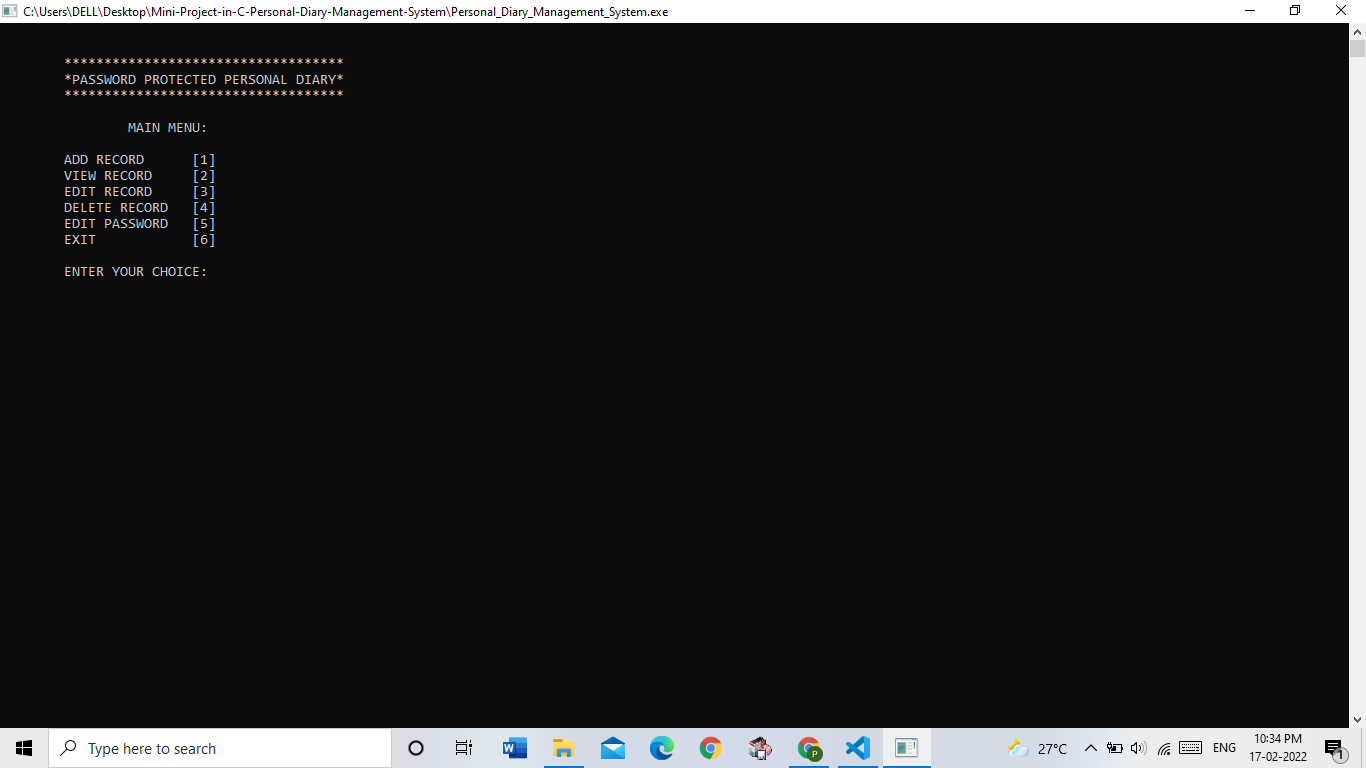 C:\Users\DELL\Desktop\Mini-Project-in-C-Personal-Diary-Management-System\Personal_Diary_Management_System.exe
***********************************
*PASSWORD PROTECTED PERSONAL DIARY*
***********************************
MAIN MENU:
ADD RECORD [1]
VIEW RECORD [2]
EDIT RECORD [3]
DELETE RECORD [4]
EDIT PASSWORD [5]
EXIT [6]
ENTER YOUR CHOICE:
Type here to search
W
P
27°C
ENG
10:34 PM
17-02-2022
1